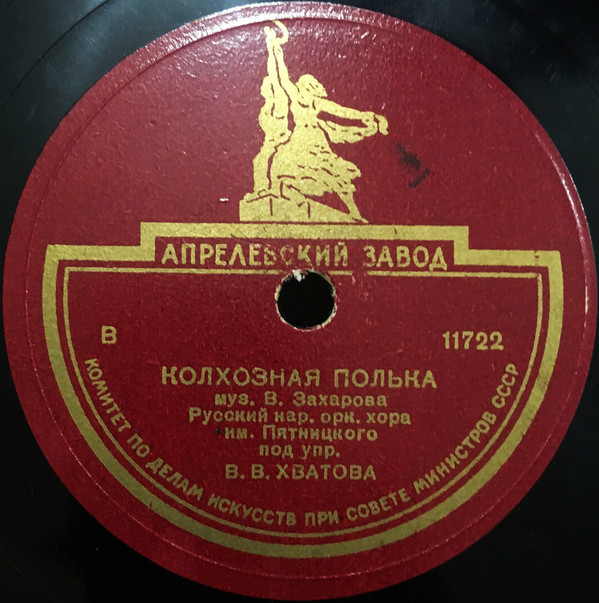 АПРЕЛЕВСКИЙ ЗАВОД
В 11722
КОЛХОЗНАЯ ПОЛЬКА
муз. В. Захарова
Русский нар. орк. хора
им. Пятницкого
под упр.
В. В. ХВАТОВА
КОМИТЕТ ПО ДЕЛАМ ИСКУССТВ ПРИ СОВЕТЕ МИНИСТРОВ СССР